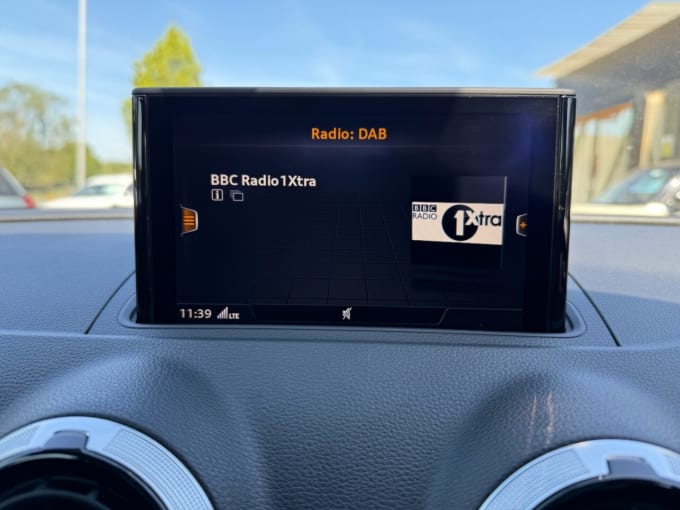 Radio: DAB
BBC Radio1Xtra
BBC
RADIO
1Xtra
11:39
LTE